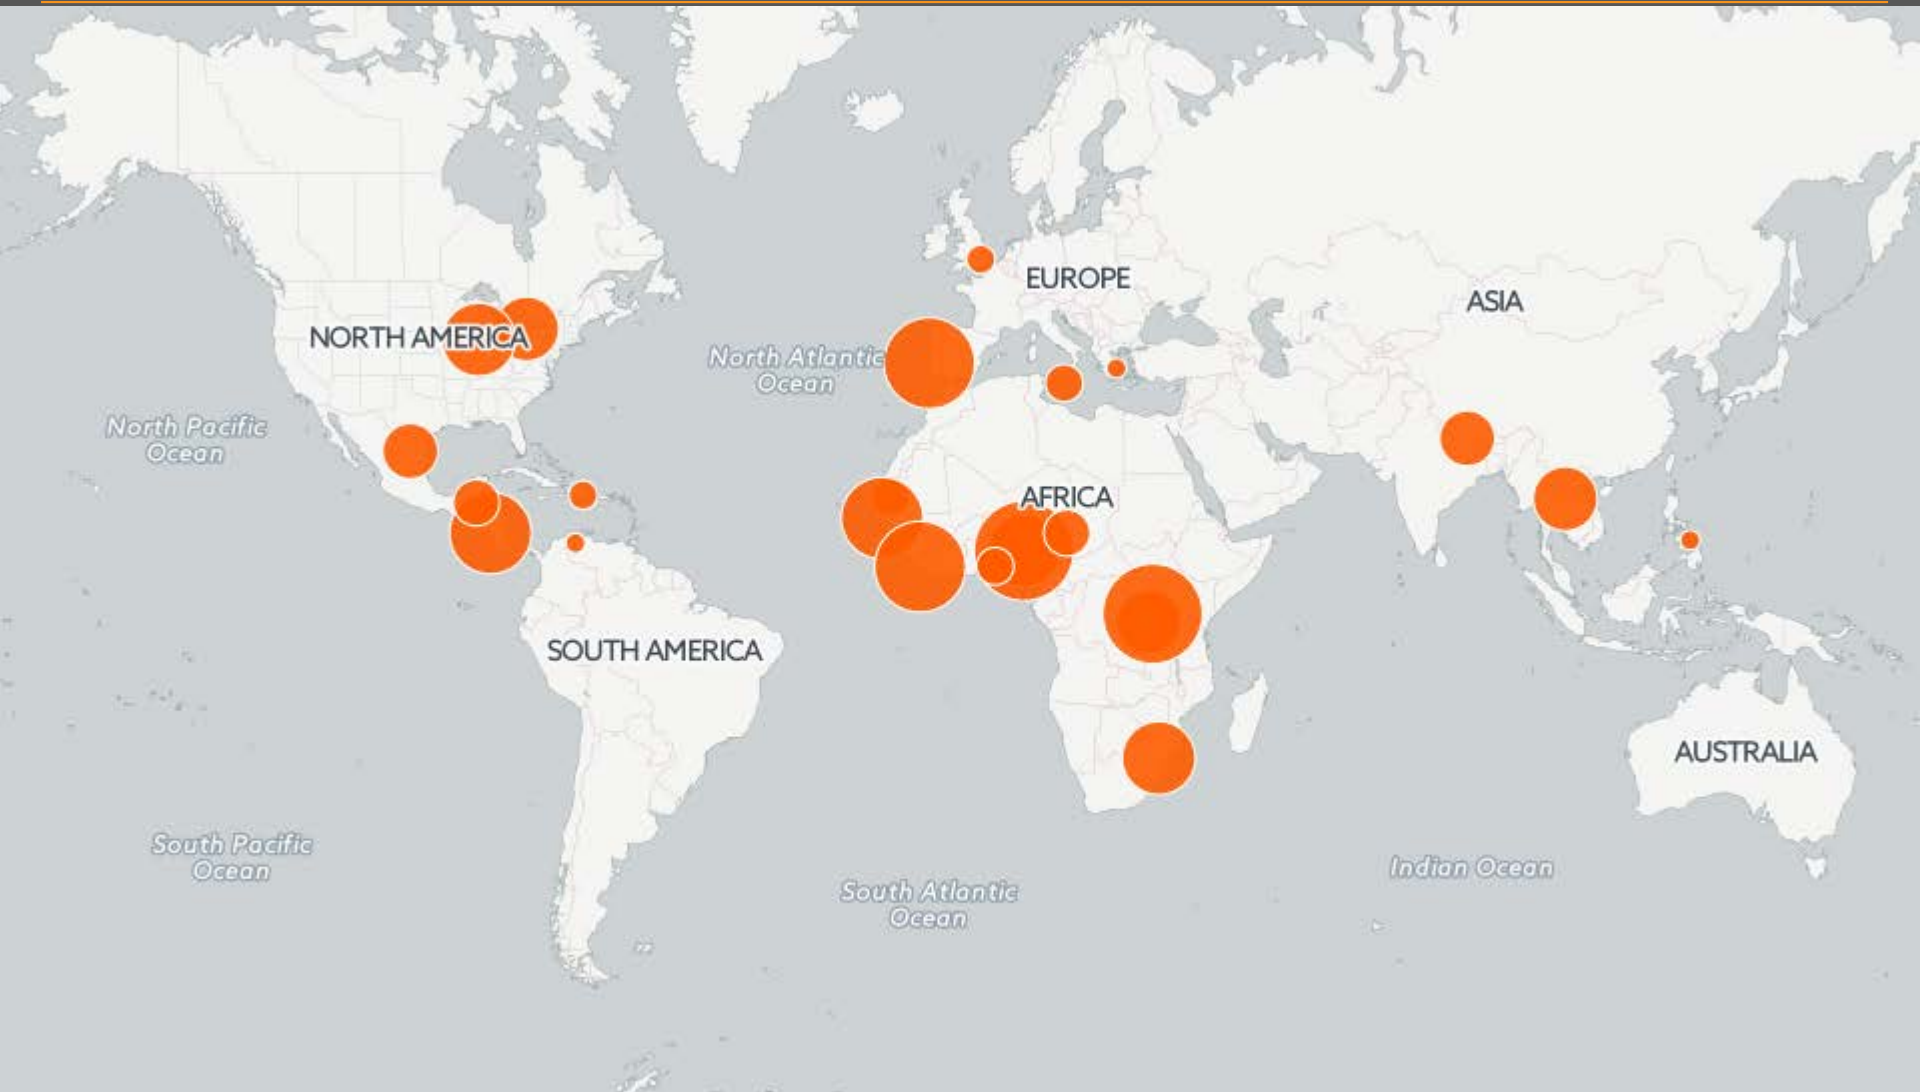 EUROPE
ASIA
NORTH AMERICA
North Atlantic
Ocean
North Pacific
Ocean
AFRICA
SOUTH AMERICA
AUSTRALIA
South Pacific
Ocean
Indian Ocean
South Atlantic
Ocean